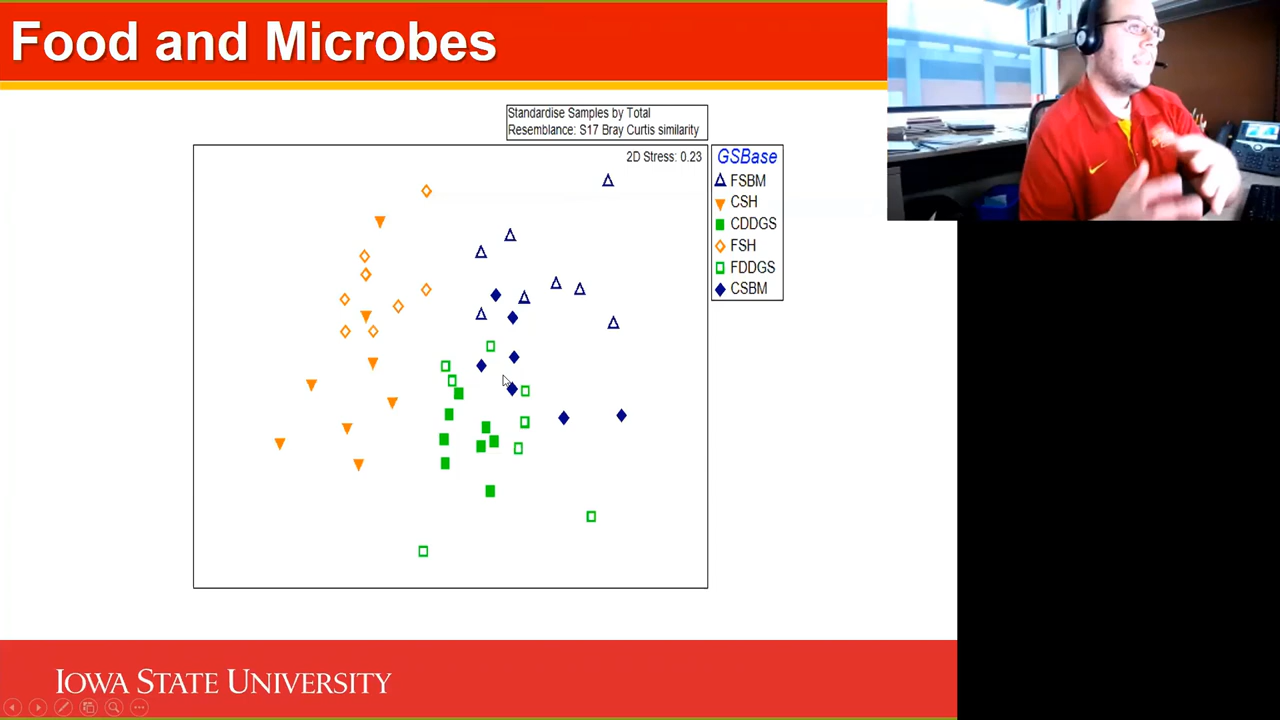 Food and Microbes
Standardise Samples by Total
Resemblance: S17 Bray Curtis similarity
2D Stress: 0.23
GSBase
FSBM
CSH
CDDGS
FSH
FDDGS
CSBM
IOWA STATE UNIVERSITY